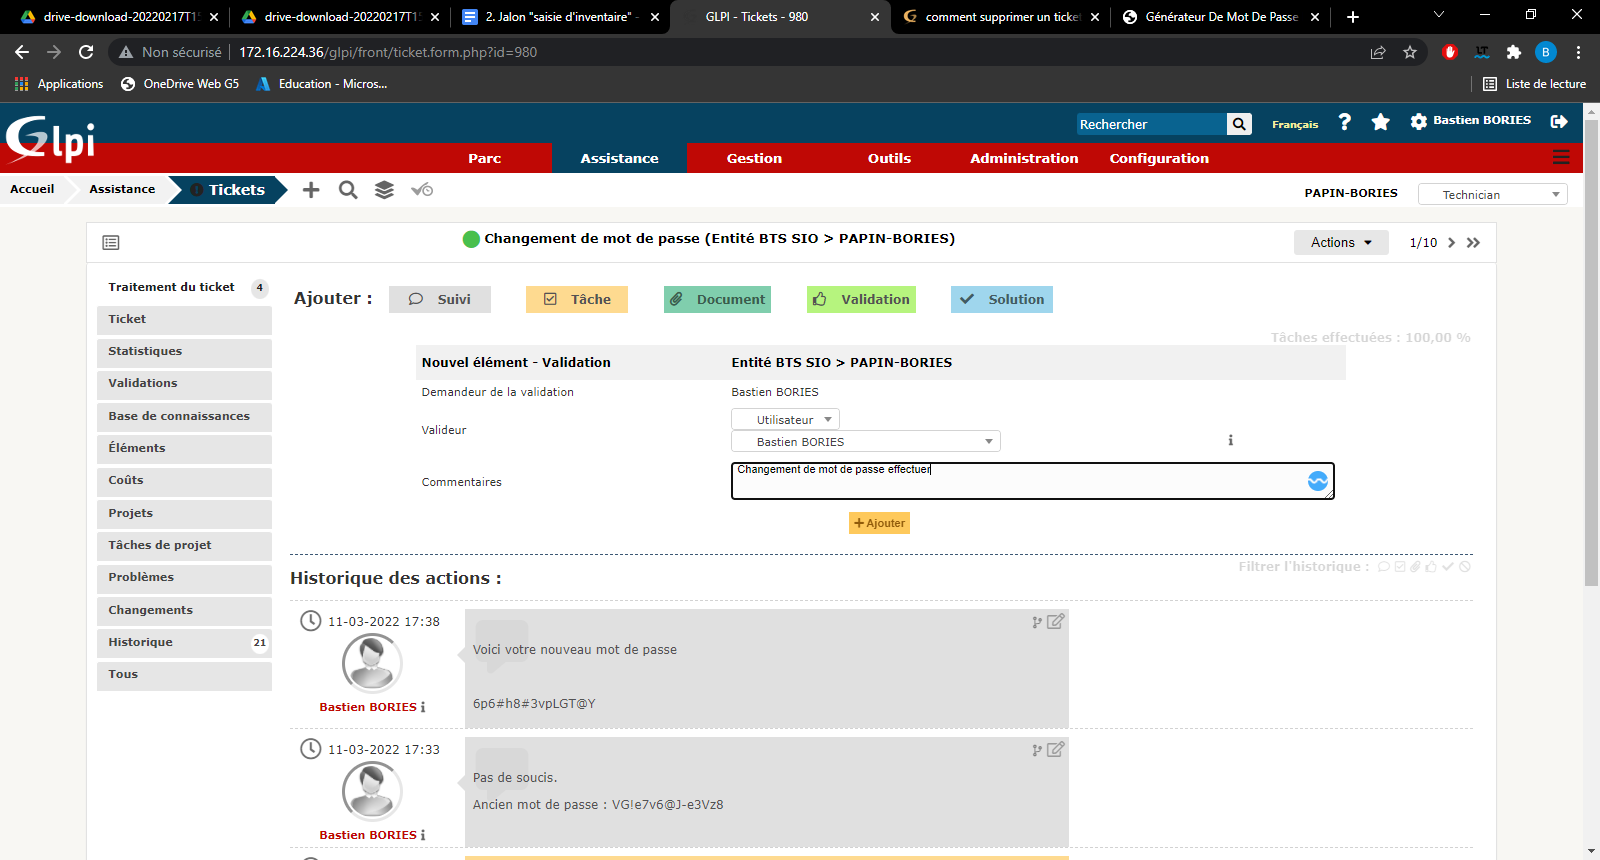 drive-download-20220217T15
drive-download-20220217T15
2. Jalon "saisie d'inventaire" -
GLPI - Tickets - 980
comment supprimer un ticke
Générateur De Mot De Passe
Non sécurisé
172.16.224.36/glpi/front/ticket.form.php?id=980
B
Applications
OneDrive Web G5
Education - Micros...
Liste de lecture
Glpi
Rechercher
Français
?
Bastien BORIES
Parc
Assistance
Gestion
Outils
Administration
Configuration
Accueil
Assistance
Tickets
PAPIN-BORIES
Technician
Changement de mot de passe (Entité BTS SIO > PAPIN-BORIES)
Actions
1/10
Traitement du ticket 4
Ticket
Statistiques
Validations
Base de connaissances
Éléments
Coûts
Projets
Tâches de projet
Problèmes
Changements
Historique 21
Tous
Ajouter :
Suivi
Tâche
Document
Validation
Solution
Tâches effectuées : 100,00 %
Nouvel élément - Validation
Entité BTS SIO > PAPIN-BORIES
Demandeur de la validation
Bastien BORIES
Valideur
Utilisateur
Bastien BORIES
Commentaires
Changement de mot de passe effectuer
+ Ajouter
Historique des actions :
Filtrer l'historique :
11-03-2022 17:38
Bastien BORIES
Voici votre nouveau mot de passe
6p6#h8#3vpLGT@Y
11-03-2022 17:33
Bastien BORIES
Pas de soucis.
Ancien mot de passe : VG!e7v6@J-e3Vz8